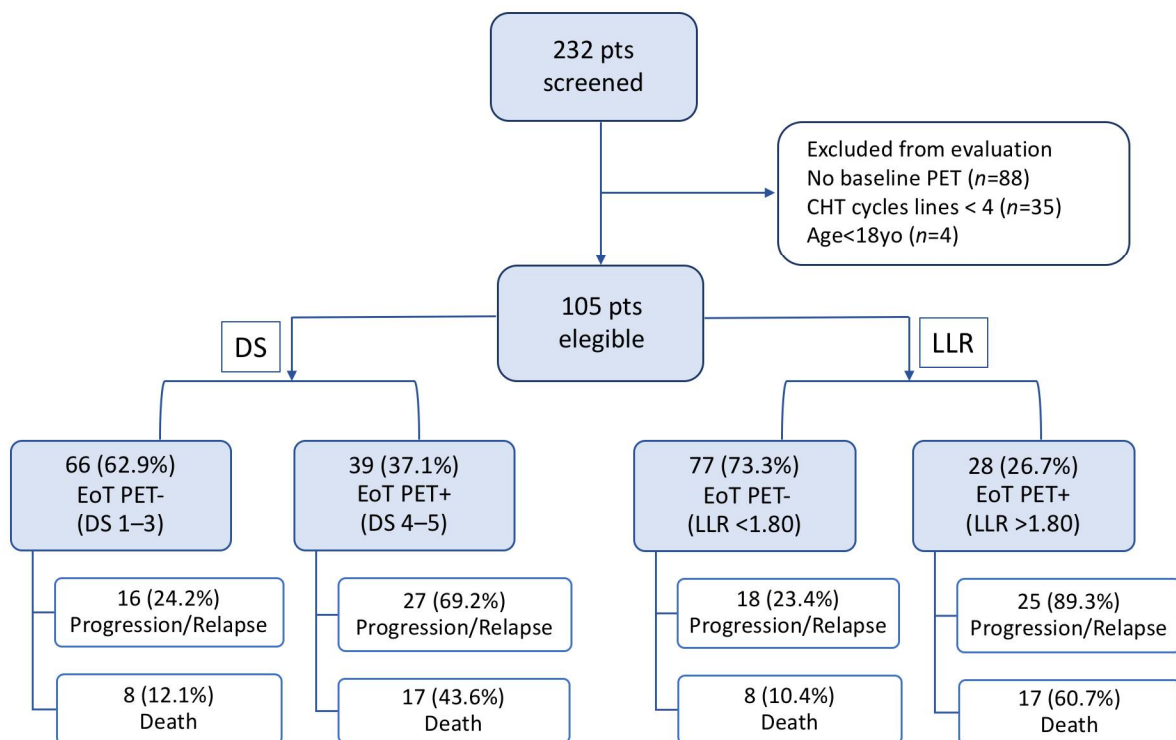 232 pts
screened
Excluded from evaluation
No baseline PET (n=88)
CHT cycles lines < 4 (n=35)
Age<18yo (n=4)
105 pts
elegible
DS
LLR
66 (62.9%)
EoT PET-
(DS 1–3)
39 (37.1%)
EoT PET+
(DS 4–5)
77 (73.3%)
EoT PET-
(LLR <1.80)
28 (26.7%)
EoT PET+
(LLR >1.80)
16 (24.2%)
Progression/Relapse
27 (69.2%)
Progression/Relapse
18 (23.4%)
Progression/Relapse
25 (89.3%)
Progression/Relapse
8 (12.1%)
Death
17 (43.6%)
Death
8 (10.4%)
Death
17 (60.7%)
Death